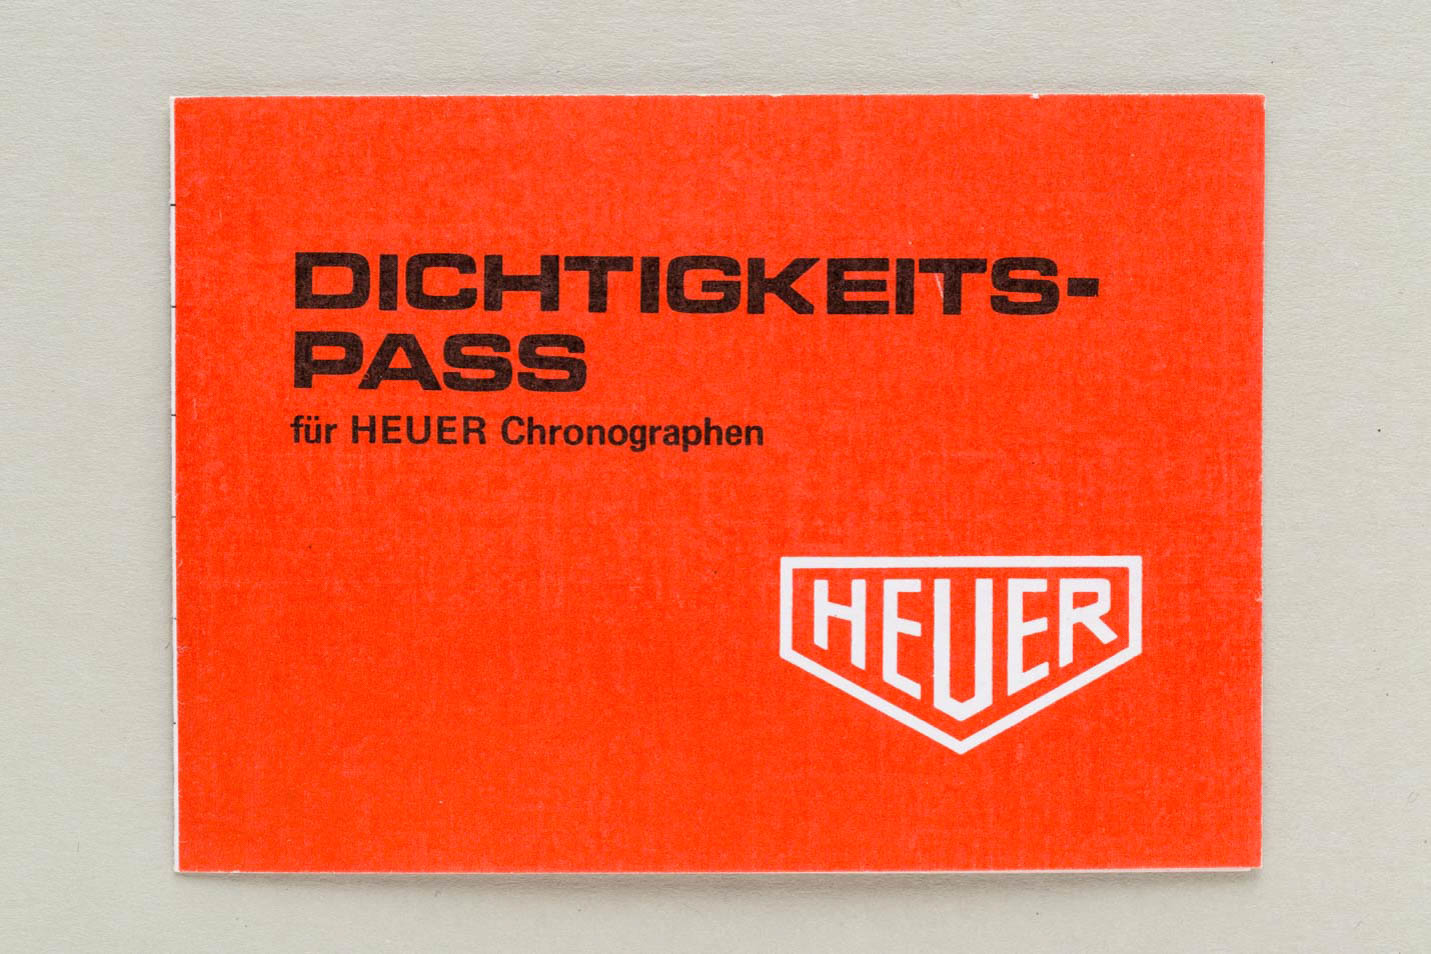 DICHTIGKEITS-
PASS
für HEUER Chronographen
HEUER